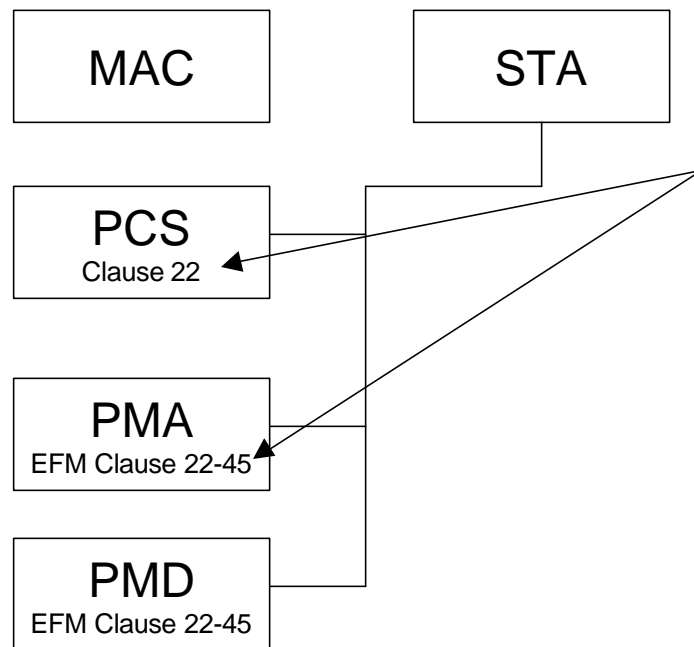 MAC
STA
PCS
Clause 22
PMA
EFM Clause 22-45
PMD
EFM Clause 22-45